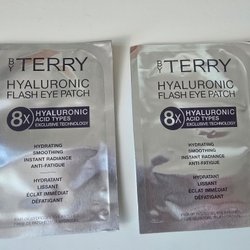 BY TERRY
HYALURONIC
FLASH EYE PATCH
8X HYALURONIC
ACID TYPES
EXCLUSIVE TECHNOLOGY
HYDRATING
SMOOTHING
INSTANT RADIANCE
ANTI-FATIGUE
HYDRATANT
LISSANT
ÉCLAT IMMÉDIAT
DÉFATIGANT
BY TERRY
HYALURONIC
FLASH EYE PATCH
8X HYALURONIC
ACID TYPES
EXCLUSIVE TECHNOLOGY
HYDRATING
SMOOTHING
INSTANT RADIANCE
ANTI-FATIGUE
HYDRATANT
LISSANT
ÉCLAT IMMÉDIAT
DÉFATIGANT